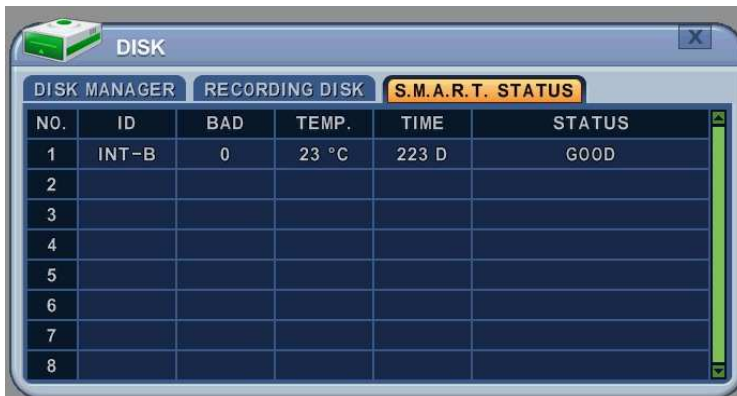 DISK X
DISK MANAGER RECORDING DISK S.M.A.R.T. STATUS
NO. ID BAD TEMP. TIME STATUS
1 INT-B 0 23 °C 223 D GOOD
2
3
4
5
6
7
8